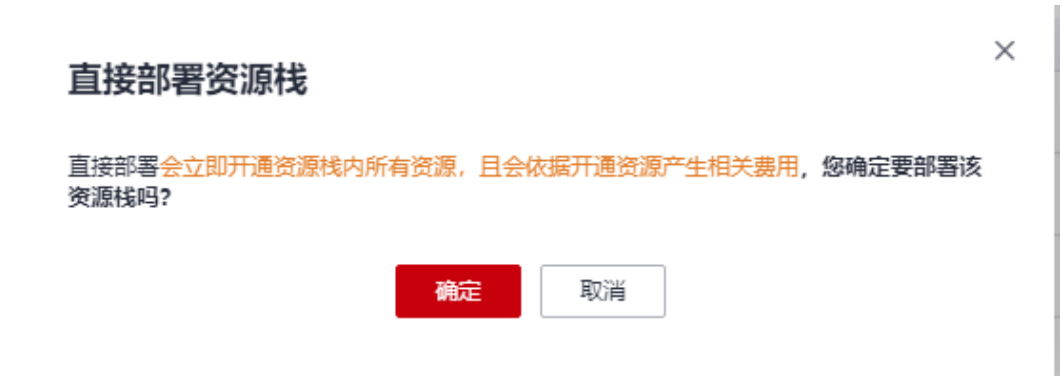 直接部署资源栈
直接部署会立即开通资源栈内所有资源，且会依据开通资源产生相关费用，您确定要部署该
资源栈吗?
确定
取消